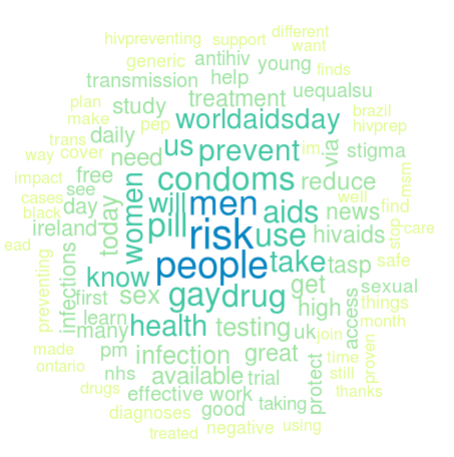 different
hivpreventing support want
generic antihiv young finds
transmission help uequalsu
plan study treatment brazil
make pep worldaidsday hivprep
trans daily us prevent im via stigma
way cover need condoms reduce
impact free women will men well msm
cases see pill aids news find
black day today risk use hivaids stop care
ireland people take tasp safe
ead know gay drug get sexual
preventing infections first sex high access things
learn health testing uk month
many great join
made pm infection time proven
ontario nhs available trial protect still
drugs effective work taking thanks
diagnoses good
treated negative using